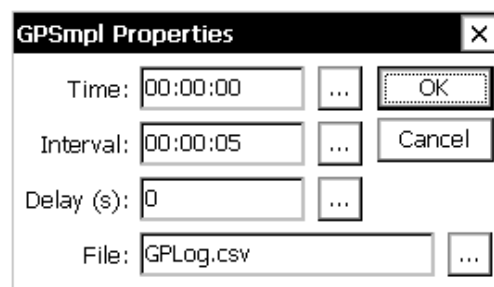 GPSmpl Properties ×
Time: 00:00:00 ... OK
Interval: 00:00:05 ... Cancel
Delay (s): 0 ...
File: GPLog.csv ...